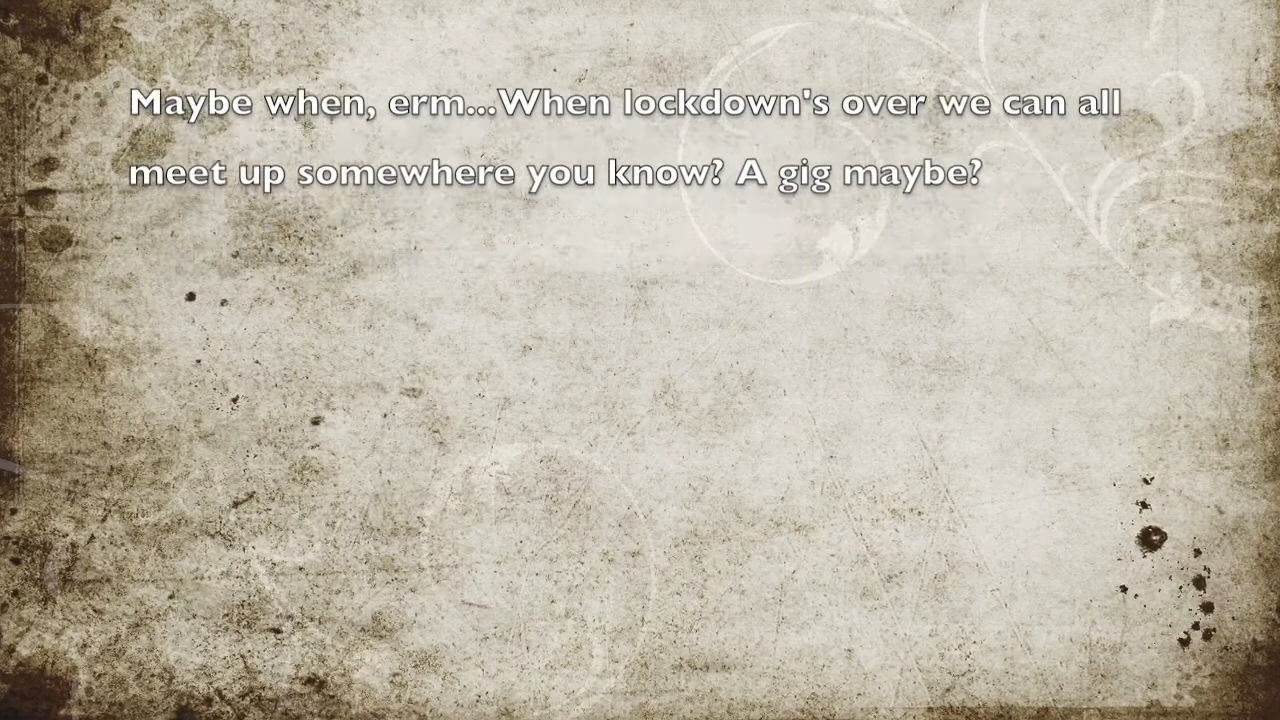 Maybe when, erm...When lockdown's over we can all
meet up somewhere you know? A gig maybe?